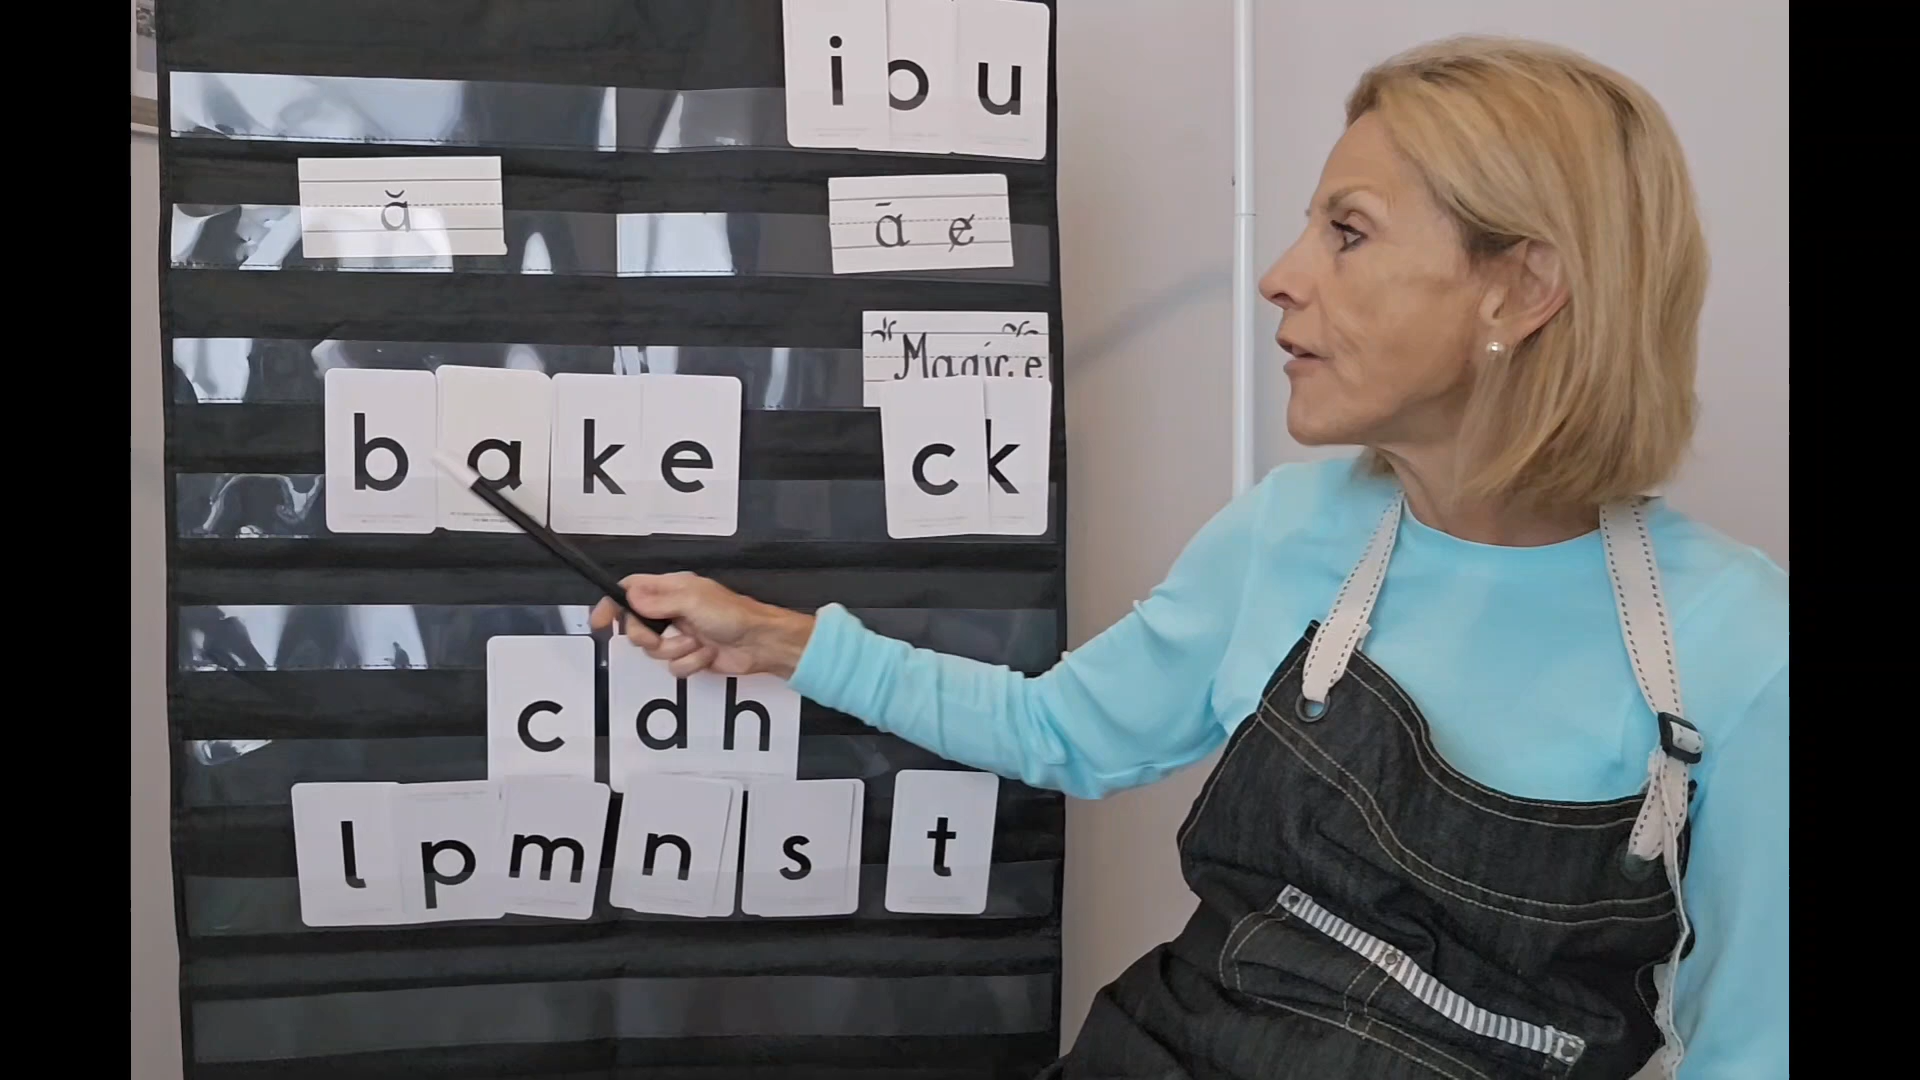 i o u
ă
ā e
Magic e
b a k e
c k
c d h
l p m n s t